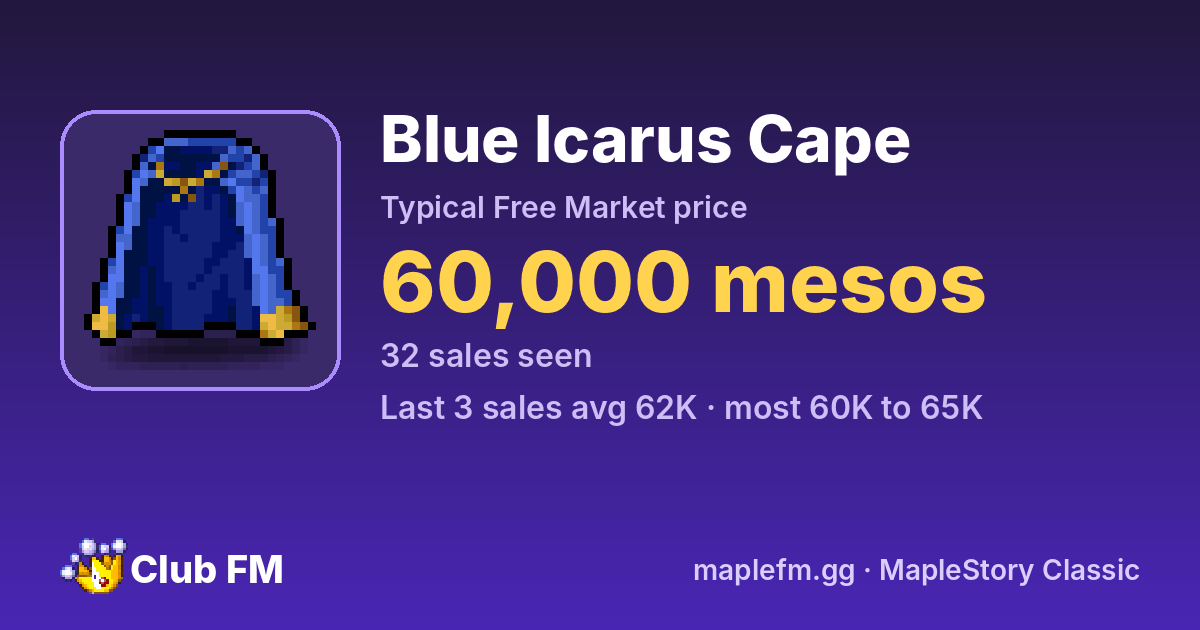 Blue Icarus Cape
Typical Free Market price
60,000 mesos
32 sales seen
Last 3 sales avg 62K · most 60K to 65K
Club FM
maplefm.gg · MapleStory Classic